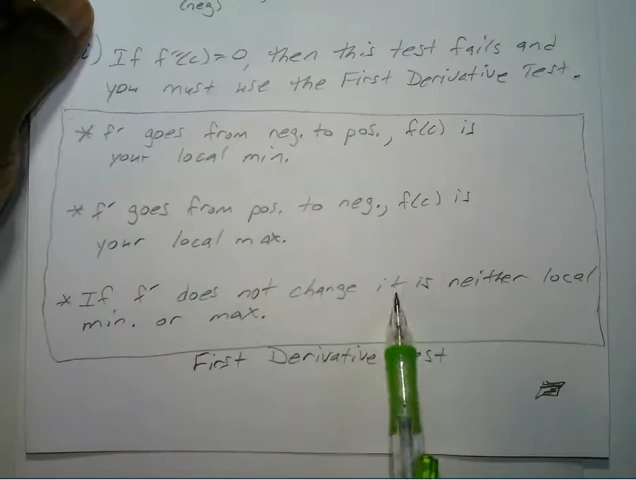 (neg)
) If f"(c)=0, then this test fails and
you must use the First Derivative Test.
* f' goes from neg. to pos., f(c) is
your local min.
* f' goes from pos. to neg., f(c) is
your local max.
* If f' does not change it is neither local
min. or max.
First Derivative est